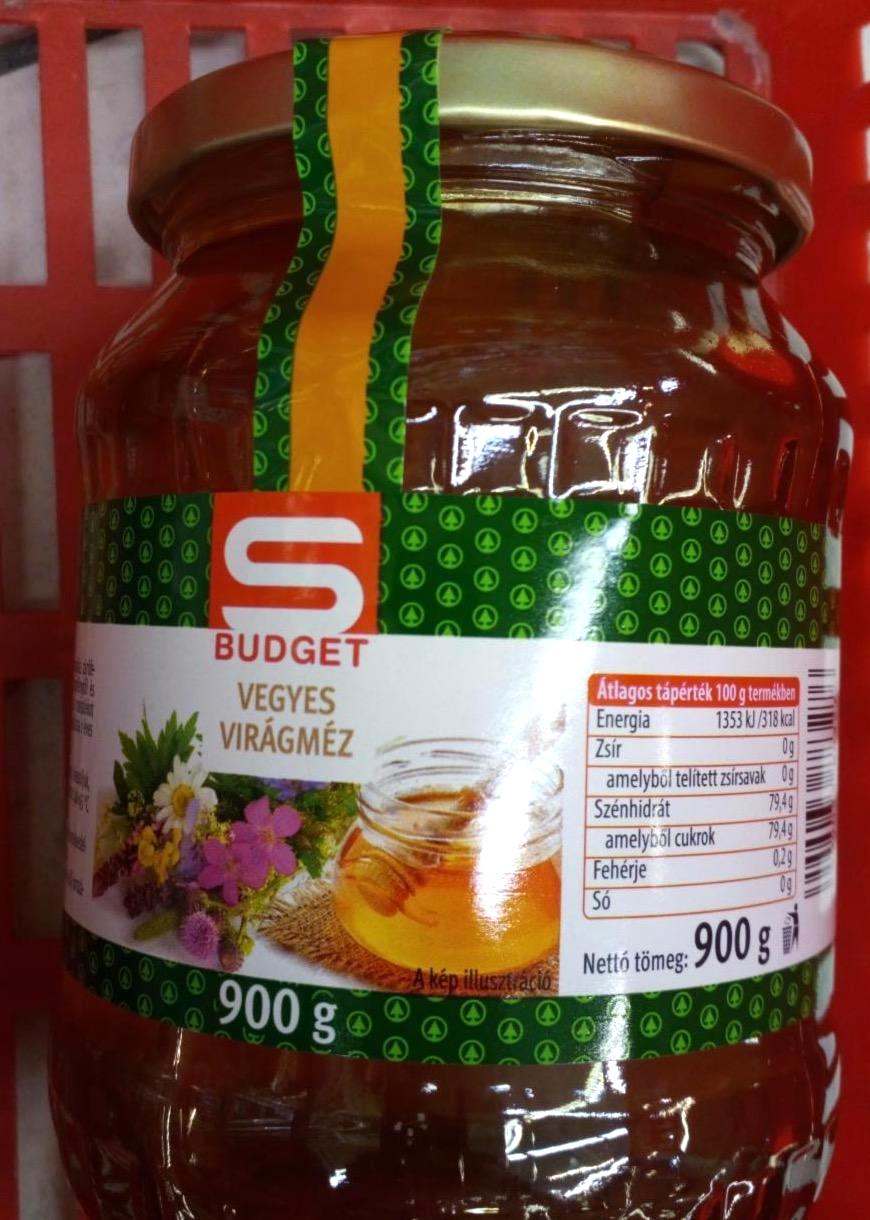 S
BUDGET
VEGYES
VIRÁGMÉZ
A kép illusztráció
900 g
Átlagos tápérték 100 g termékben
Energia 1353 kJ /318 kcal
Zsír 0 g
amelyből telített zsírsavak 0 g
Szénhidrát 79,4 g
amelyből cukrok 79,4 g
Fehérje 0,2 g
Só 0 g
Nettó tömeg: 900 g